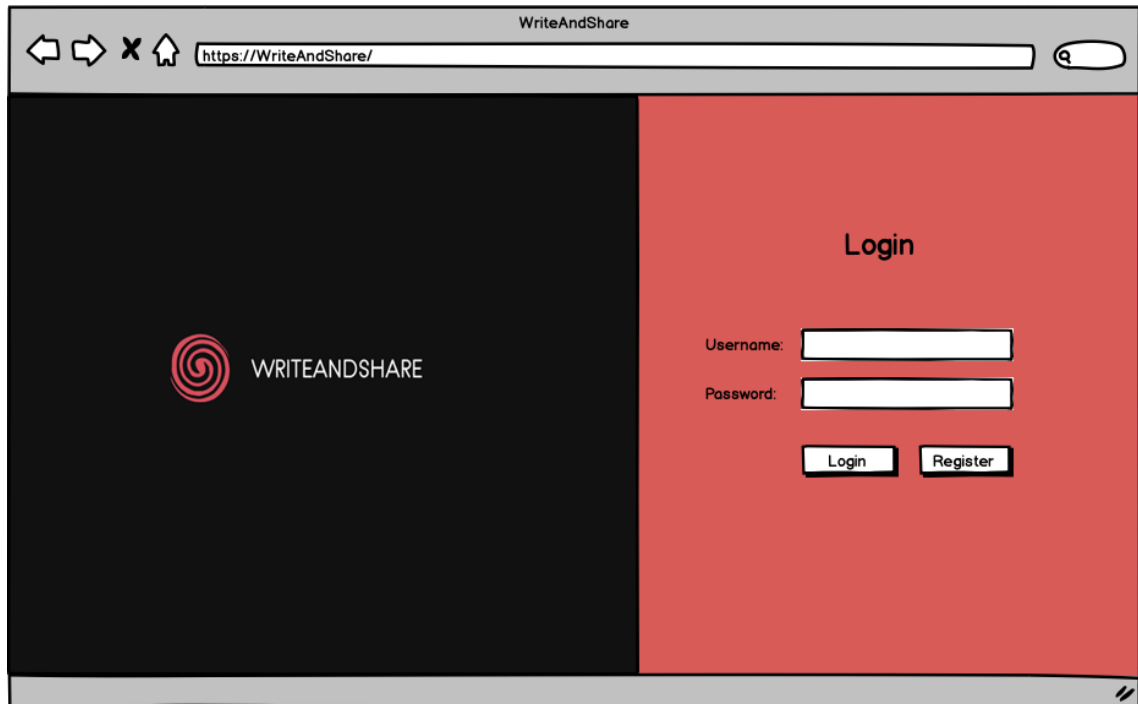 WriteAndShare
https://WriteAndShare/
WRITEANDSHARE
Login
Username:
Password:
Login Register